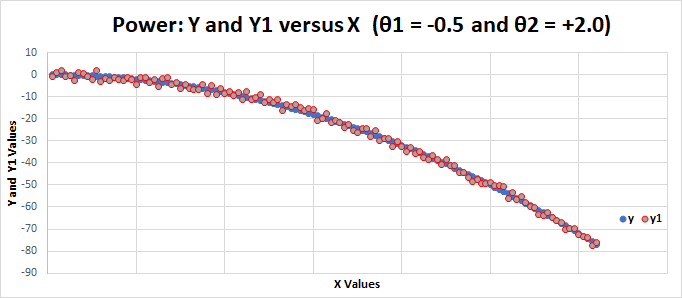 Power: Y and Y1 versus X (θ1 = -0.5 and θ2 = +2.0)
10
0
-10
-20
-30
-40
-50
-60
-70
-80
-90
Y and Y1 Values
y y1
X Values